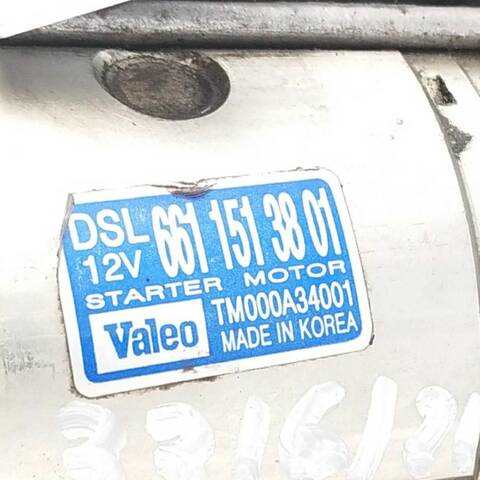 DSL 661 151 38 01
12V
STARTER MOTOR
Valeo TM000A34001
MADE IN KOREA